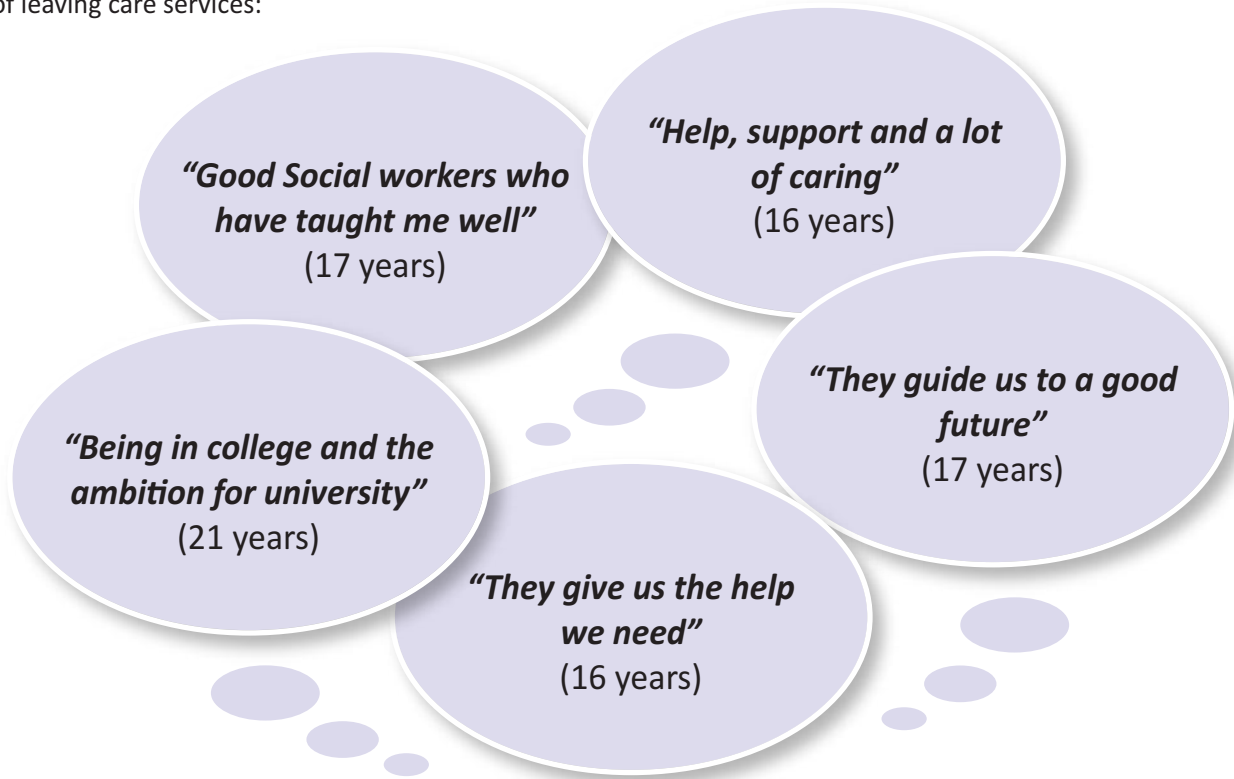 of leaving care services:
“Good Social workers who
have taught me well”
(17 years)
“Help, support and a lot
of caring”
(16 years)
“They guide us to a good
future”
(17 years)
“Being in college and the
ambition for university”
(21 years)
“They give us the help
we need”
(16 years)